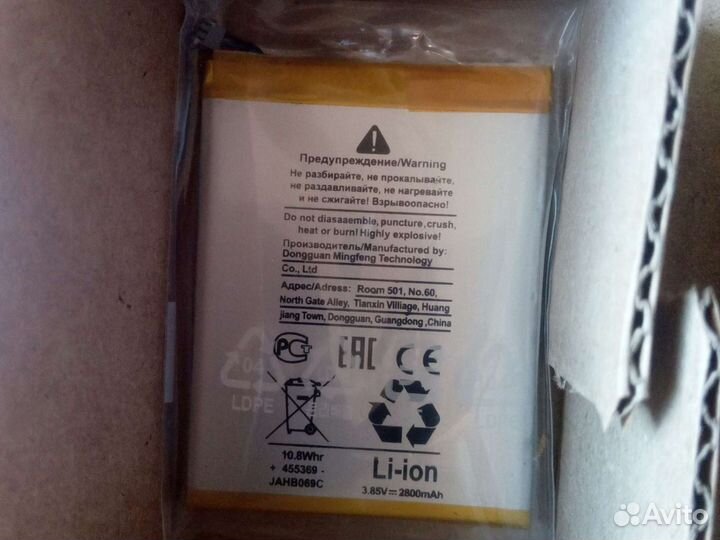 Предупреждение/Warning
Не разбирайте, не прокалывайте,
не раздавливайте, не нагревайте
и не сжигайте! Взрывоопасно!
Do not diasaaemble, puncture,crush,
heat or burn! Highly explosive!
Производитель/Manufactured by:
Dongguan Mingfeng Technology
Co., Ltd
Адрес/Adress: Room 501, No.60,
North Gate Alley, Tianxin Villiage, Huang
jiang Town, Dongguan, Guangdong ,China
РСТ EAC CE
04
LDPE
10.8Whr
+ 455369 -
JAHB069C
Li-ion
3.85V⎓2800mAh
Avito